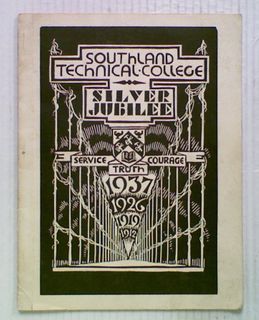 SOUTHLAND
TECHNICAL·COLLEGE
SILVER
JUBILEE
SERVICE COURAGE
TRUTH
1937
1926
1919
1912